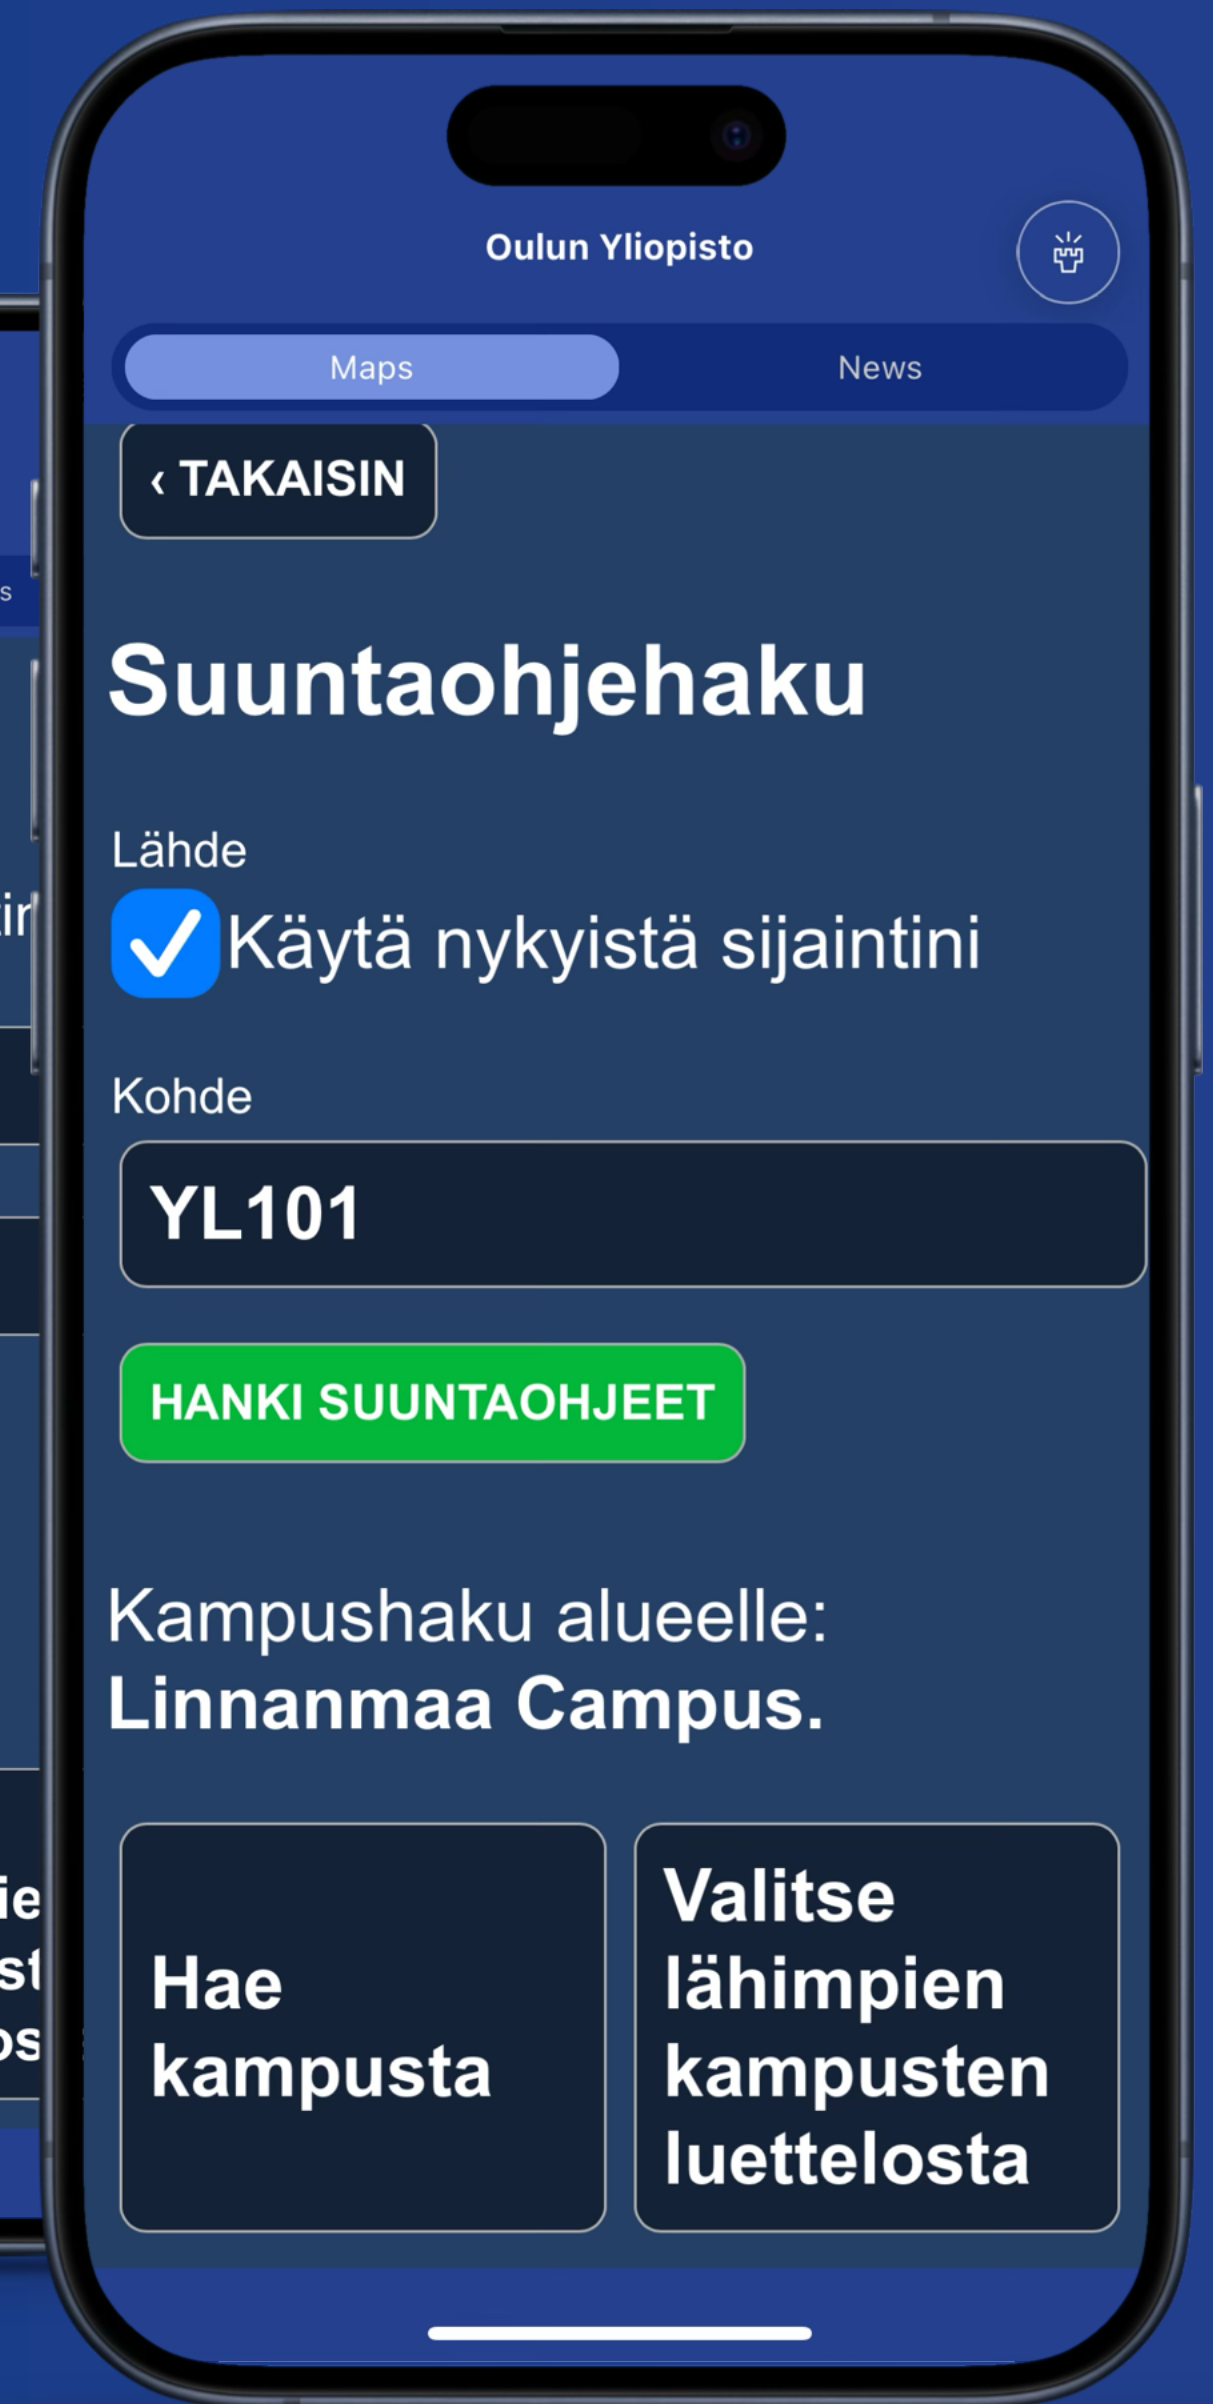 Oulun Yliopisto
Maps
News
‹ TAKAISIN
Suuntaohjehaku
Lähde
Käytä nykyistä sijaintini
Kohde
YL101
HANKI SUUNTAOHJEET
Kampushaku alueelle:
Linnanmaa Campus.
Hae
kampusta
Valitse
lähimpien
kampusten
luettelosta